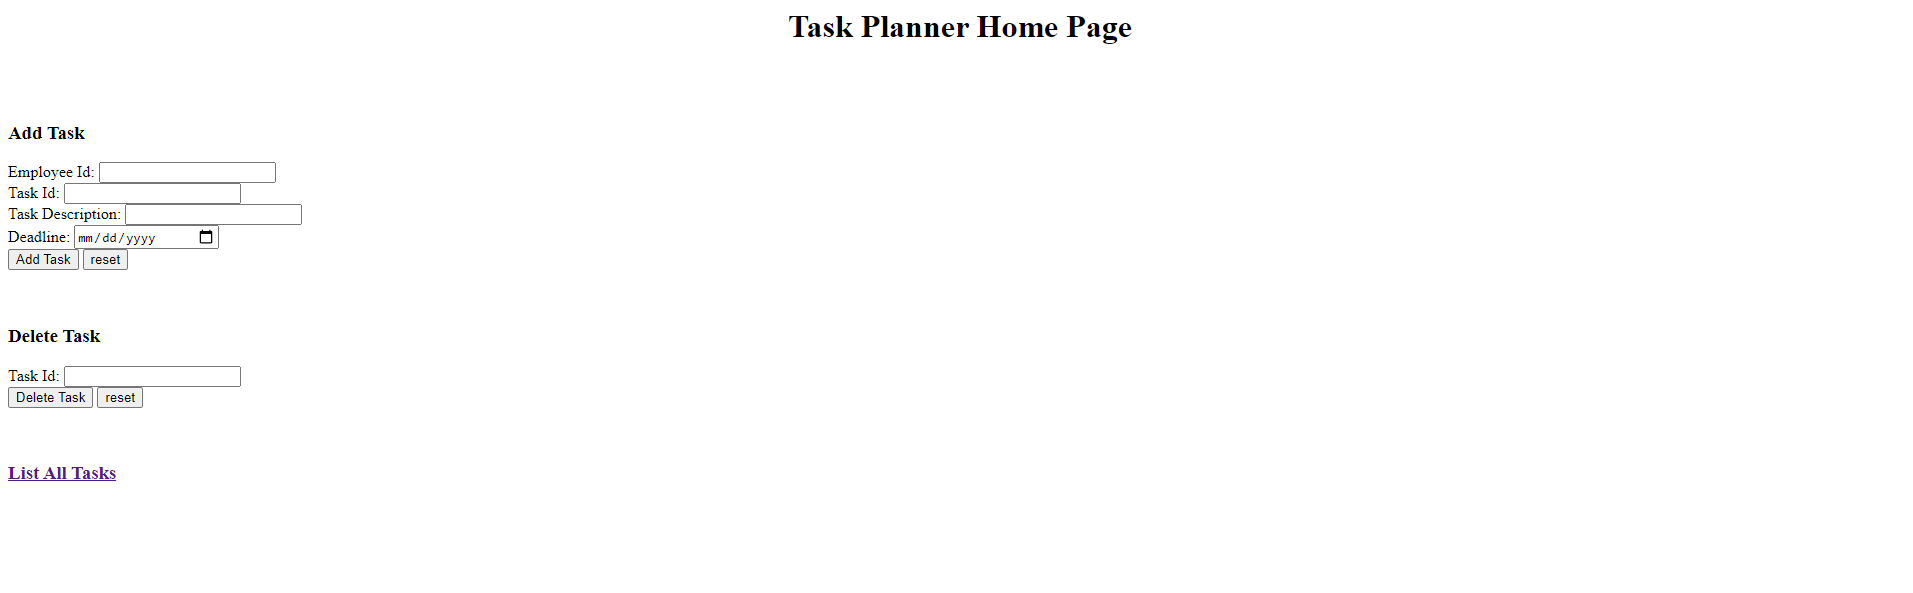 Task Planner Home Page
Add Task
Employee Id:
Task Id:
Task Description:
Deadline: mm/dd/yyyy
Add Task reset
Delete Task
Task Id:
Delete Task reset
List All Tasks